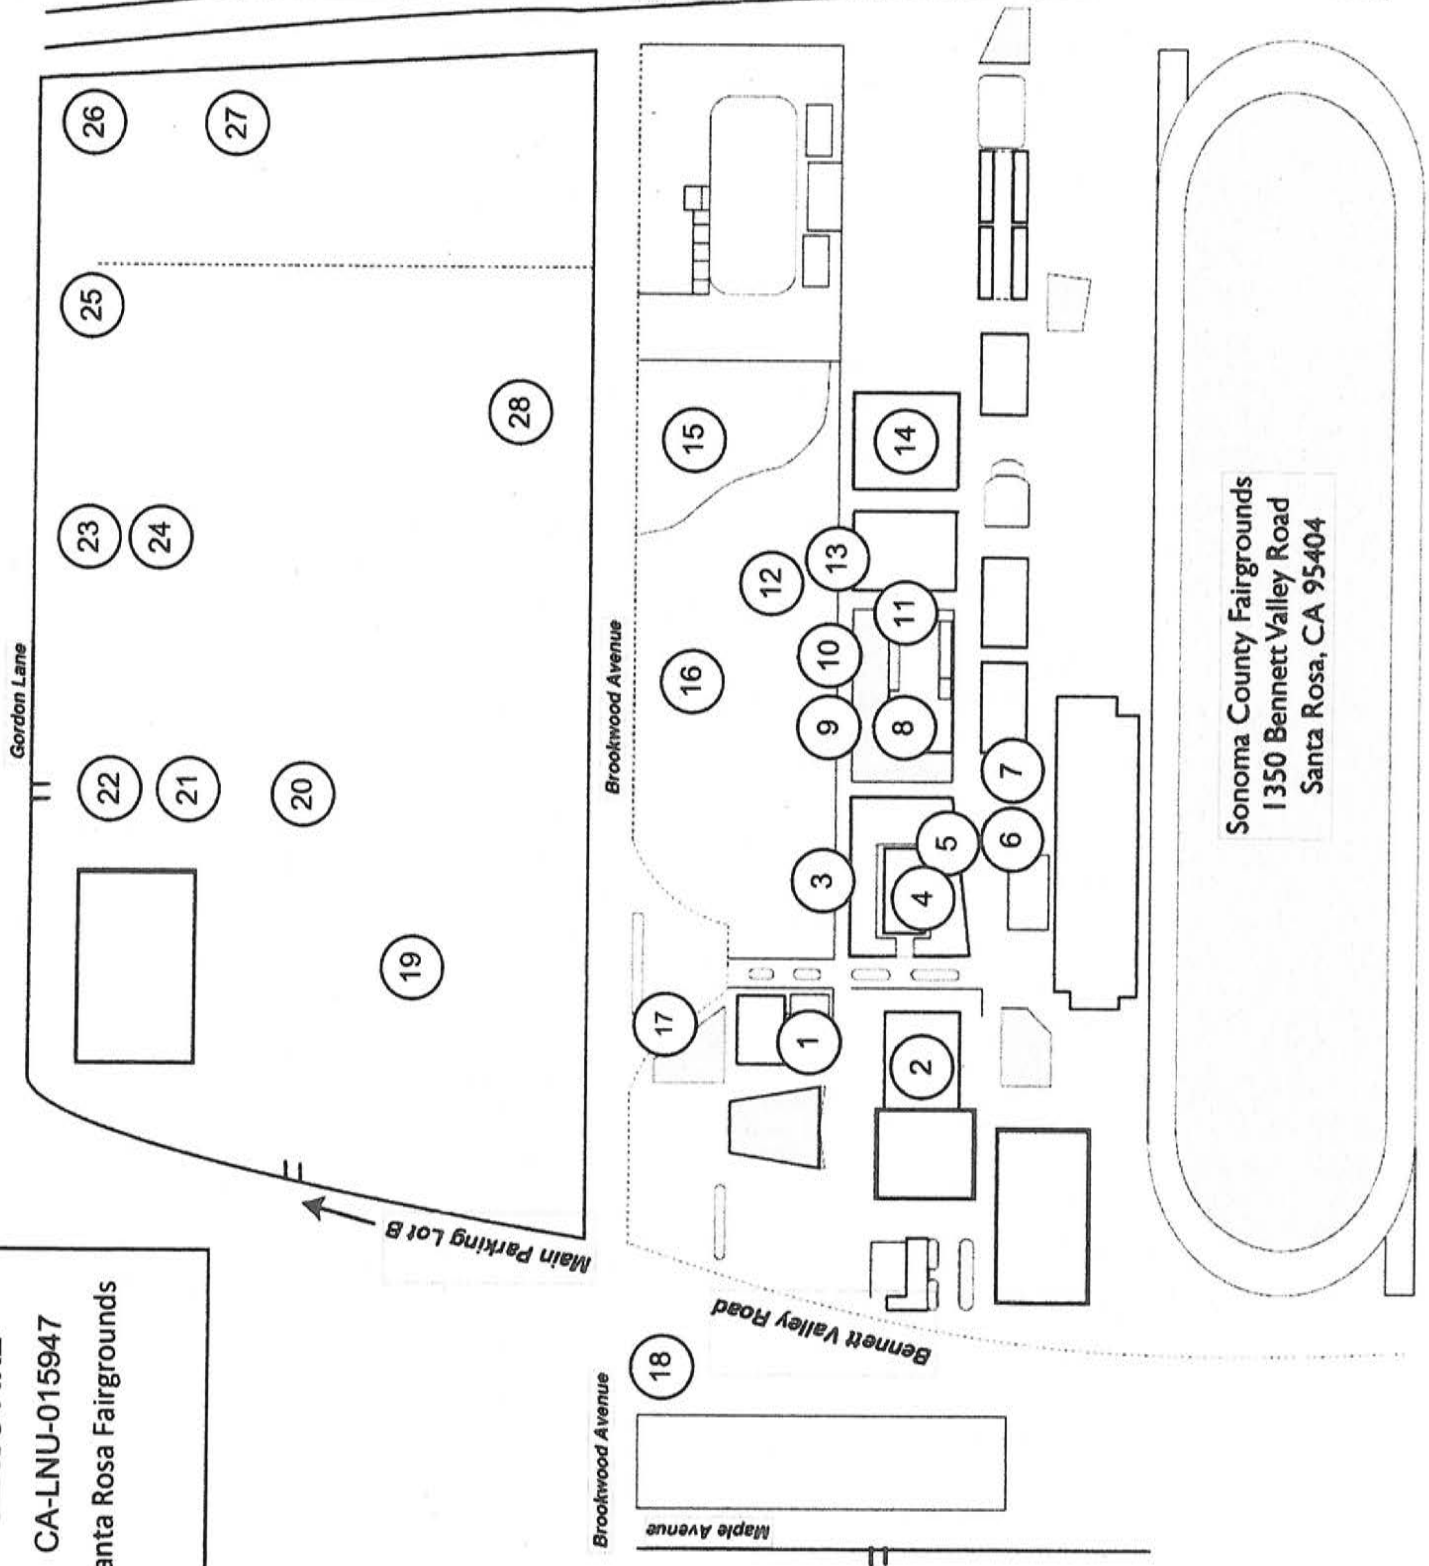 CA-LNU-015947
anta Rosa Fairgrounds
Gordon Lane
26
27
25
23
24
28
22
21
20
19
Main Parking Lot B
Brookwood Avenue
15
14
13
12
16
11
10
9
8
7
6
5
4
3
17
1
2
Sonoma County Fairgrounds
1350 Bennett Valley Road
Santa Rosa, CA 95404
Bennett Valley Road
18
Brookwood Avenue
Maple Avenue